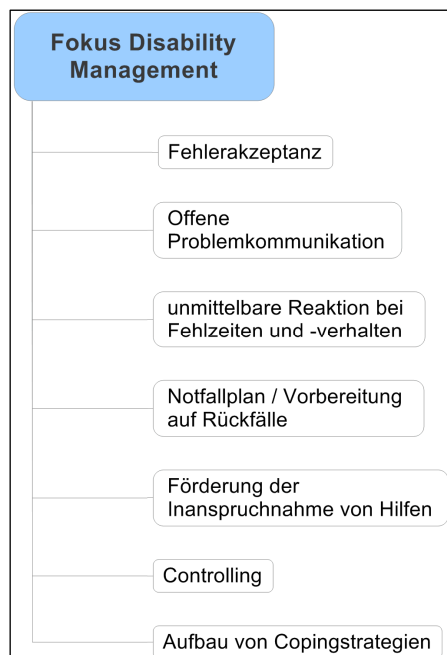 Fokus Disability
Management
Fehlerakzeptanz
Offene
Problemkommunikation
unmittelbare Reaktion bei
Fehlzeiten und -verhalten
Notfallplan / Vorbereitung
auf Rückfälle
Förderung der
Inanspruchnahme von Hilfen
Controlling
Aufbau von Copingstrategien